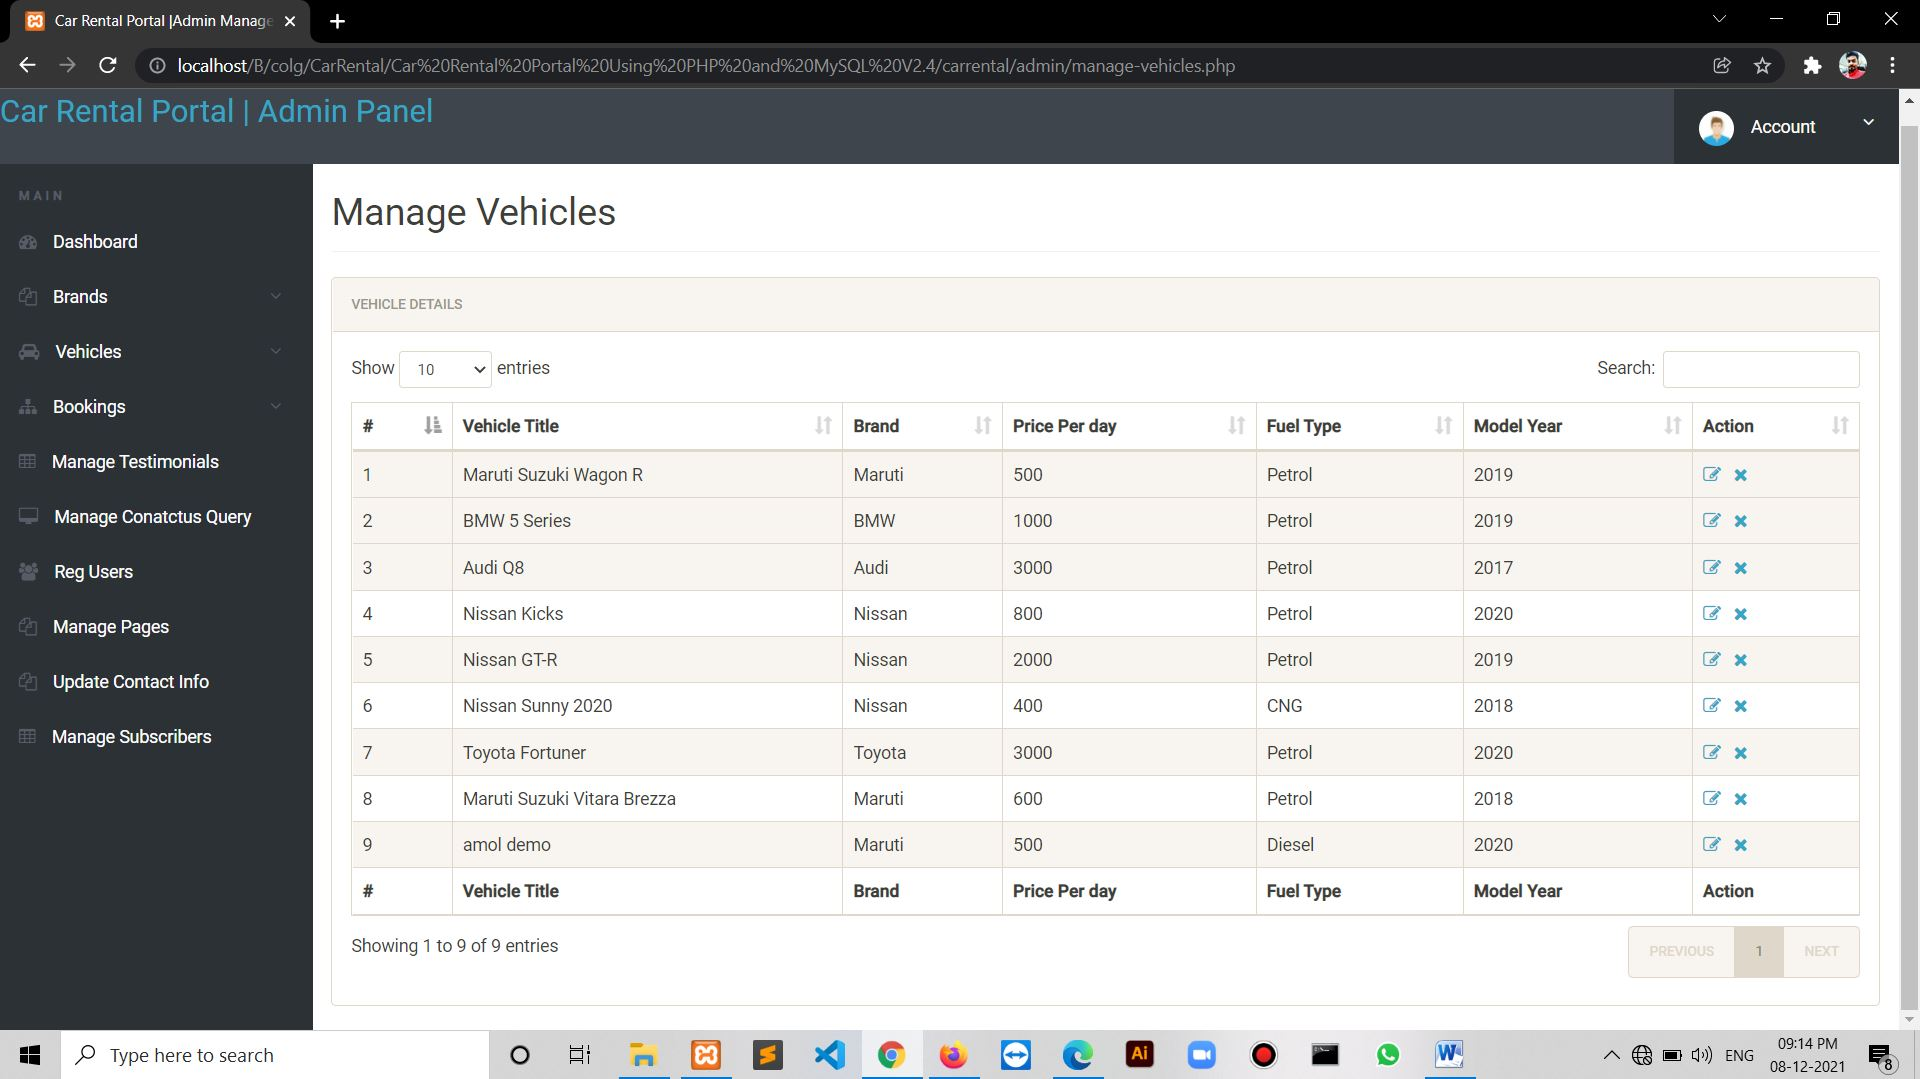 Car Rental Portal |Admin Manage
localhost/B/colg/CarRental/Car%20Rental%20Portal%20Using%20PHP%20and%20MySQL%20V2.4/carrental/admin/manage-vehicles.php
Car Rental Portal | Admin Panel
Account
MAIN
Dashboard
Brands
Vehicles
Bookings
Manage Testimonials
Manage Conatctus Query
Reg Users
Manage Pages
Update Contact Info
Manage Subscribers
Manage Vehicles
VEHICLE DETAILS
Show 10 entries Search:
# Vehicle Title Brand Price Per day Fuel Type Model Year Action
1 Maruti Suzuki Wagon R Maruti 500 Petrol 2019
2 BMW 5 Series BMW 1000 Petrol 2019
3 Audi Q8 Audi 3000 Petrol 2017
4 Nissan Kicks Nissan 800 Petrol 2020
5 Nissan GT-R Nissan 2000 Petrol 2019
6 Nissan Sunny 2020 Nissan 400 CNG 2018
7 Toyota Fortuner Toyota 3000 Petrol 2020
8 Maruti Suzuki Vitara Brezza Maruti 600 Petrol 2018
9 amol demo Maruti 500 Diesel 2020
# Vehicle Title Brand Price Per day Fuel Type Model Year Action
Showing 1 to 9 of 9 entries
PREVIOUS 1 NEXT
Type here to search
Ai
W
ENG
09:14 PM
08-12-2021
8